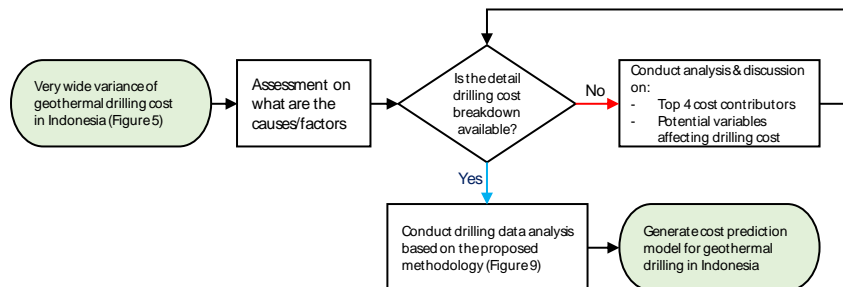 Very wide variance of
geothermal drilling cost
in Indonesia (Figure 5)
Assessment on
what are the
causes/factors
Is the detail
drilling cost
breakdown
available?
No
Conduct analysis & discussion
on:
- Top 4 cost contributors
- Potential variables
affecting drilling cost
Yes
Conduct drilling data analysis
based on the proposed
methodology (Figure 9)
Generate cost prediction
model for geothermal
drilling in Indonesia